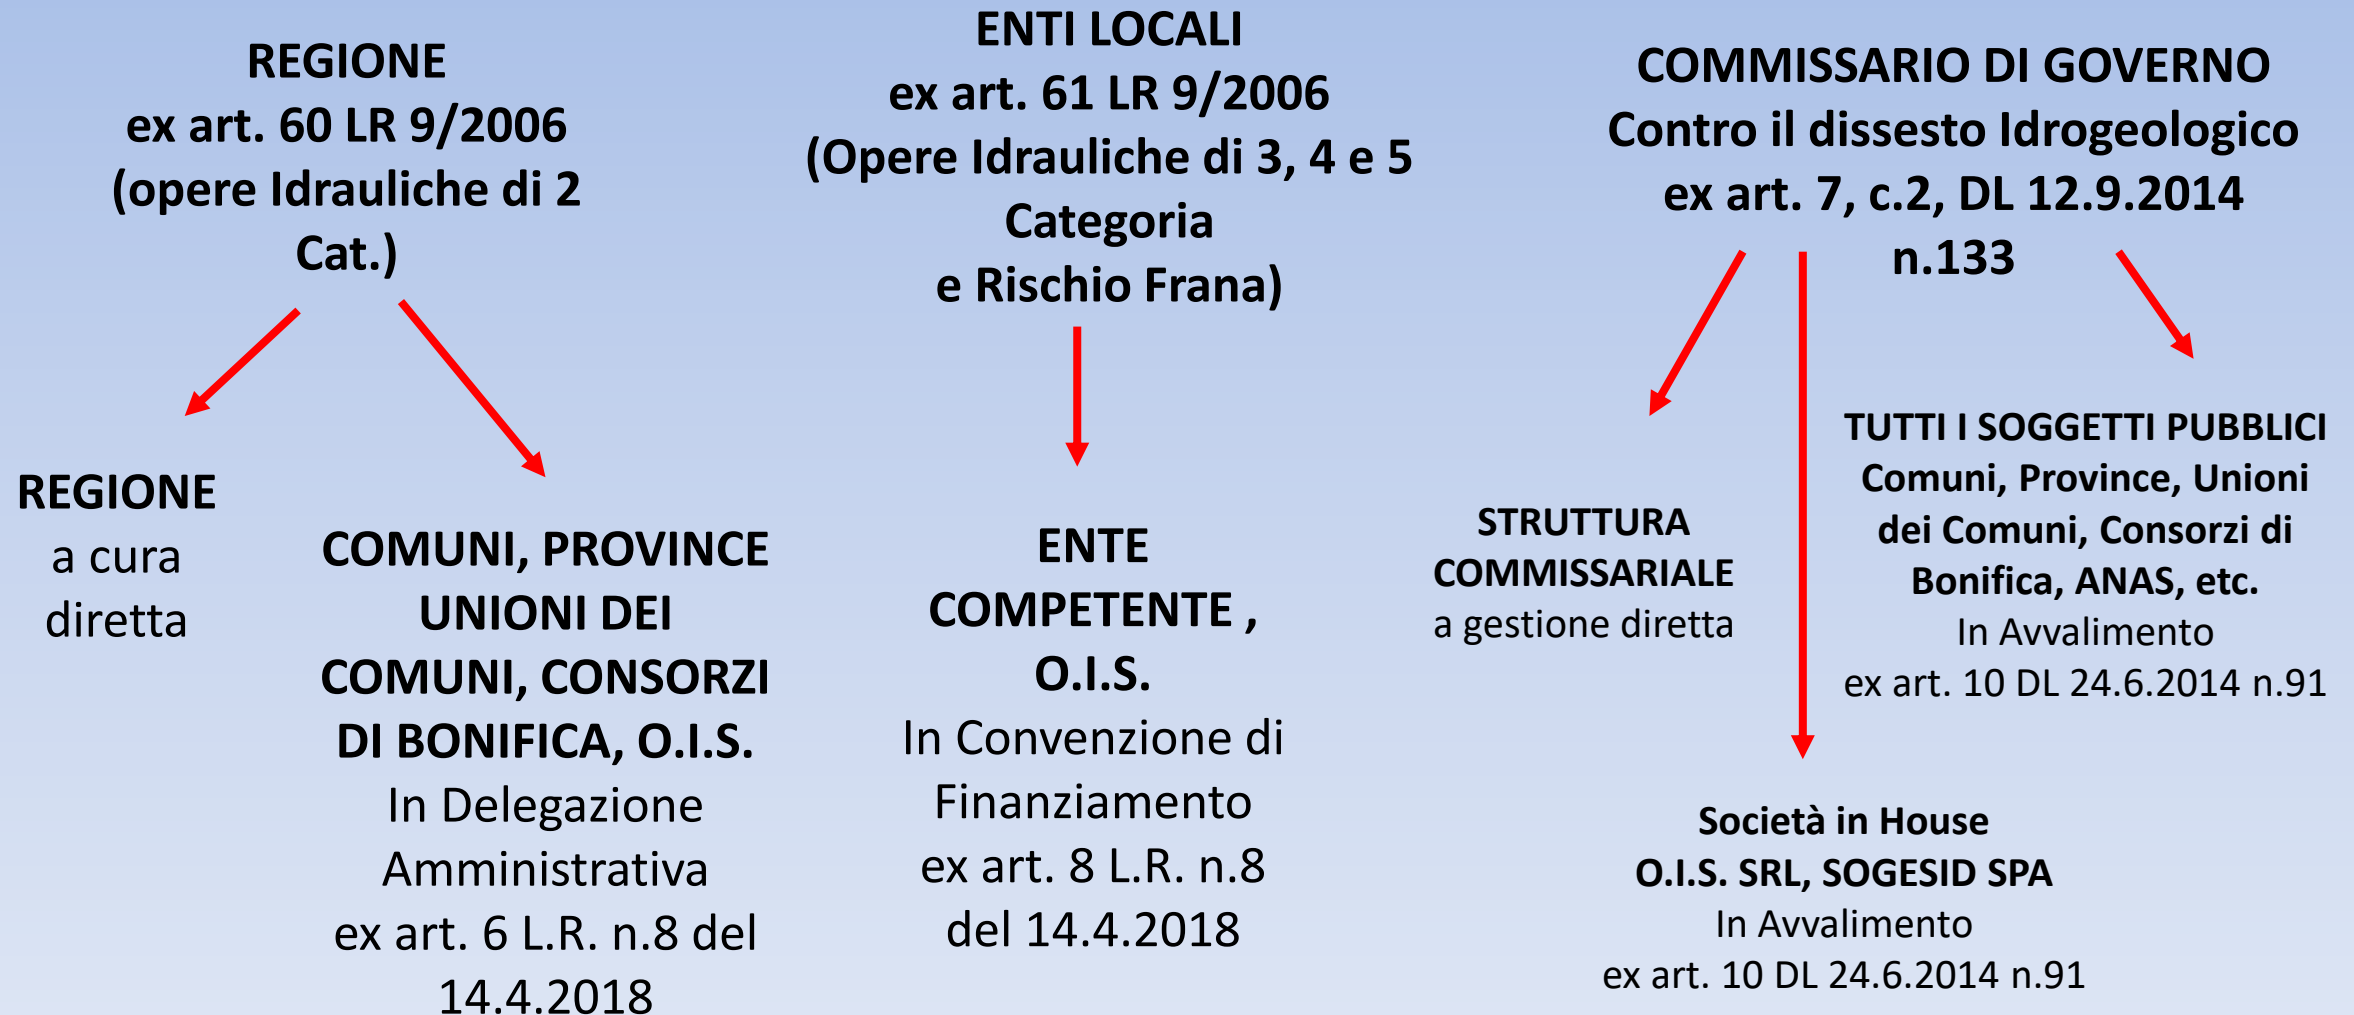 REGIONE
ex art. 60 LR 9/2006
(opere Idrauliche di 2
Cat.)
ENTI LOCALI
ex art. 61 LR 9/2006
(Opere Idrauliche di 3, 4 e 5
Categoria
e Rischio Frana)
COMMISSARIO DI GOVERNO
Contro il dissesto Idrogeologico
ex art. 7, c.2, DL 12.9.2014
n.133
REGIONE
a cura
diretta
COMUNI, PROVINCE
UNIONI DEI
COMUNI, CONSORZI
DI BONIFICA, O.I.S.
In Delegazione
Amministrativa
ex art. 6 L.R. n.8 del
14.4.2018
ENTE
COMPETENTE ,
O.I.S.
In Convenzione di
Finanziamento
ex art. 8 L.R. n.8
del 14.4.2018
STRUTTURA
COMMISSARIALE
a gestione diretta
TUTTI I SOGGETTI PUBBLICI
Comuni, Province, Unioni
dei Comuni, Consorzi di
Bonifica, ANAS, etc.
In Avvalimento
ex art. 10 DL 24.6.2014 n.91
Società in House
O.I.S. SRL, SOGESID SPA
In Avvalimento
ex art. 10 DL 24.6.2014 n.91